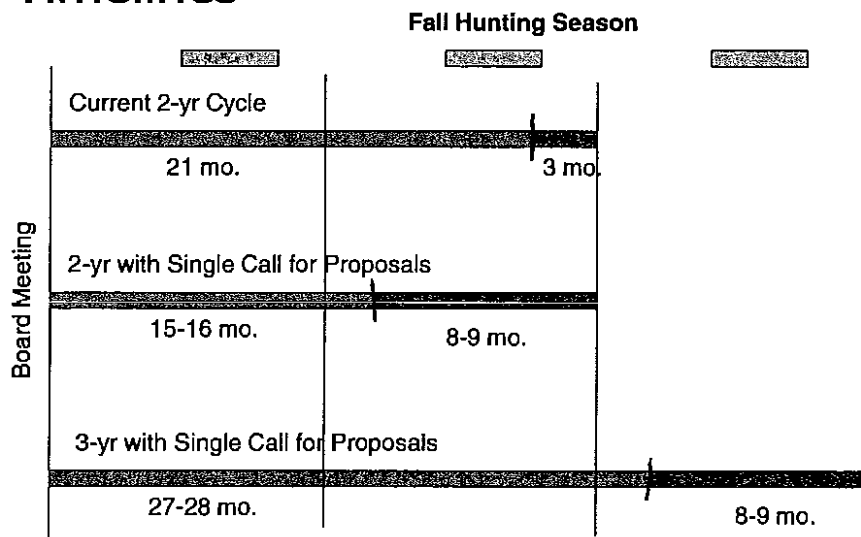 Fall Hunting Season
Current 2-yr Cycle
21 mo.
3 mo.
Board Meeting
2-yr with Single Call for Proposals
15-16 mo.
8-9 mo.
3-yr with Single Call for Proposals
27-28 mo.
8-9 mo.